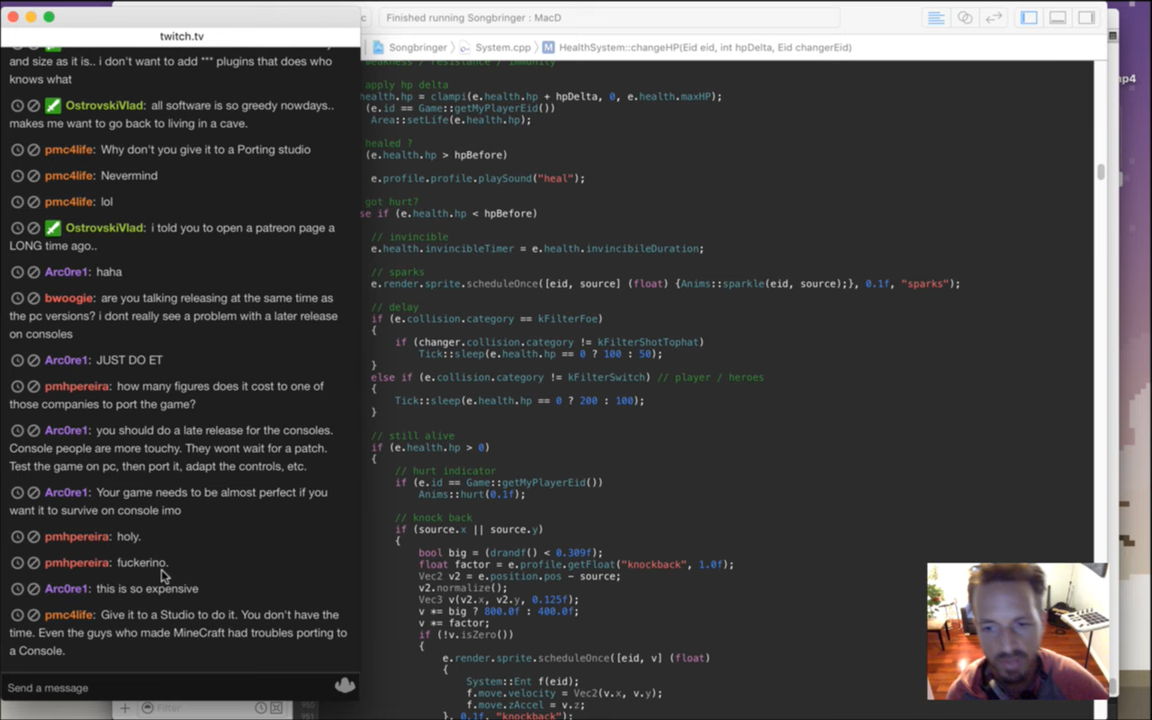 Finished running Songbringer : MacD
twitch.tv
Songbringer
System.cpp
M
HealthSystem::changeHP(Eid eid, int hpDelta, Eid changerEid)
and size as it is.. i don't want to add *** plugins that does who
knows what
OstrovskiVlad: all software is so greedy nowdays..
makes me want to go back to living in a cave.
pmc4life: Why don't you give it to a Porting studio
pmc4life: Nevermind
pmc4life: lol
OstrovskiVlad: i told you to open a patreon page a
LONG time ago..
Arc0re1: haha
bwoogie: are you talking releasing at the same time as
the pc versions? i dont really see a problem with a later release
on consoles
Arc0re1: JUST DO ET
pmhpereira: how many figures does it cost to one of
those companies to port the game?
Arc0re1: you should do a late release for the consoles.
Console people are more touchy. They wont wait for a patch.
Test the game on pc, then port it, adapt the controls, etc.
Arc0re1: Your game needs to be almost perfect if you
want it to survive on console imo
pmhpereira: holy.
pmhpereira: fuckerino.
Arc0re1: this is so expensive
pmc4life: Give it to a Studio to do it. You don't have the
time. Even the guys who made MineCraft had troubles porting to
a Console.
Send a message
Filter
weakness / resistance / immunity
apply hp delta
health.hp = clampi(e.health.hp + hpDelta, 0, e.health.maxHP);
(e.id == Game::getMyPlayerEid())
Area::setLife(e.health.hp);
healed ?
(e.health.hp > hpBefore)
e.profile.profile.playSound("heal");
got hurt?
se if (e.health.hp < hpBefore)
// invincible
e.health.invincibleTimer = e.health.invincibileDuration;
// sparks
e.render.sprite.scheduleOnce([eid, source] (float) {Anims::sparkle(eid, source);}, 0.1f, "sparks");
// delay
if (e.collision.category == kFilterFoe)
{
if (changer.collision.category != kFilterShotTophat)
Tick::sleep(e.health.hp == 0 ? 100 : 50);
}
else if (e.collision.category != kFilterSwitch) // player / heroes
{
Tick::sleep(e.health.hp == 0 ? 200 : 100);
}
// still alive
if (e.health.hp > 0)
{
// hurt indicator
if (e.id == Game::getMyPlayerEid())
Anims::hurt(0.1f);
// knock back
if (source.x || source.y)
{
bool big = (drandf() < 0.309f);
float factor = e.profile.getFloat("knockback", 1.0f);
Vec2 v2 = e.position.pos - source;
v2.normalize();
Vec3 v(v2.x, v2.y, 0.125f);
v *= big ? 800.0f : 400.0f;
v *= factor;
if (!v.isZero())
{
e.render.sprite.scheduleOnce([eid, v] (float)
{
System::Ent f(eid);
f.move.velocity = Vec2(v.x, v.y);
f.move.zAccel = v.z;
}, 0.1f, "knockback");
950
951
mp4